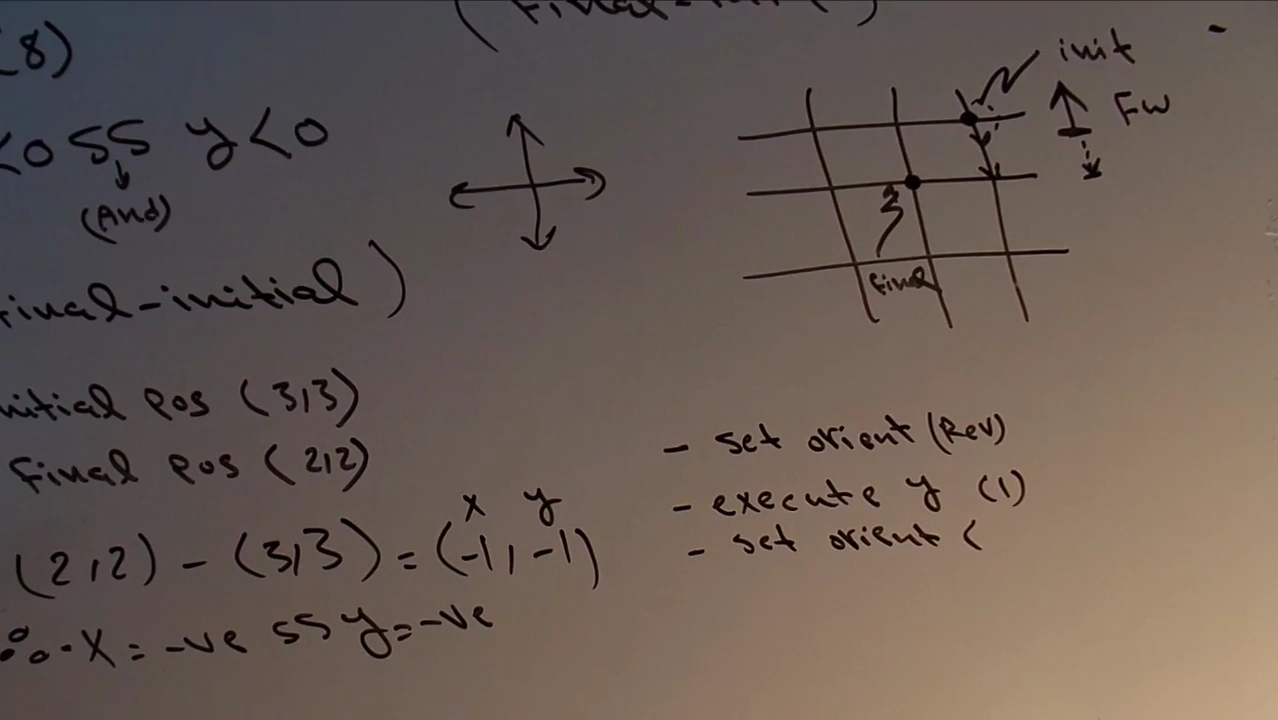 8)
<0 && y<0
(And)
final-initial)
initial pos (3,3)
final pos (2,2)
x y
(2,2) - (3,3) = (-1, -1)
∴ x = -ve && y = -ve
init
FW
final
- set orient (Rev)
- execute y (1)
- set orient (